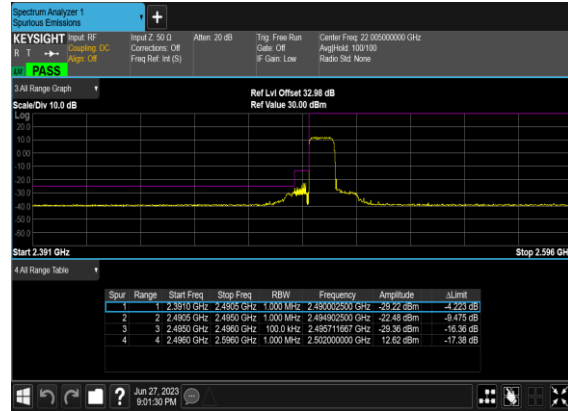 Spectrum Analyzer 1
Spurious Emissions
KEYSIGHT Input: RF Input Z: 50 Ω Atten: 20 dB Trig: Free Run Center Freq: 22.005000000 GHz
R T Coupling: DC Corrections: Off Gate: Off Avg|Hold: 100/100
Align: Off Freq Ref: Int (S) IF Gain: Low Radio Std: None
PASS
3 All Range Graph Ref Lvl Offset 32.98 dB
Scale/Div 10.0 dB Ref Value 30.00 dBm
Log
20.0
10.0
0.00
-10.0
-20.0
-30.0
-40.0
-50.0
-60.0
Start 2.391 GHz Stop 2.596 GHz
4 All Range Table
Spur Range Start Freq Stop Freq RBW Frequency Amplitude ΔLimit
1 1 2.3910 GHz 2.4905 GHz 1.000 MHz 2.490002500 GHz -29.22 dBm -4.223 dB
2 2 2.4905 GHz 2.4950 GHz 1.000 MHz 2.494902500 GHz -22.48 dBm -9.475 dB
3 3 2.4950 GHz 2.4960 GHz 100.0 kHz 2.495711667 GHz -29.36 dBm -16.36 dB
4 4 2.4960 GHz 2.5960 GHz 1.000 MHz 2.502000000 GHz 12.62 dBm -17.38 dB
? Jun 27, 2023
9:01:30 PM